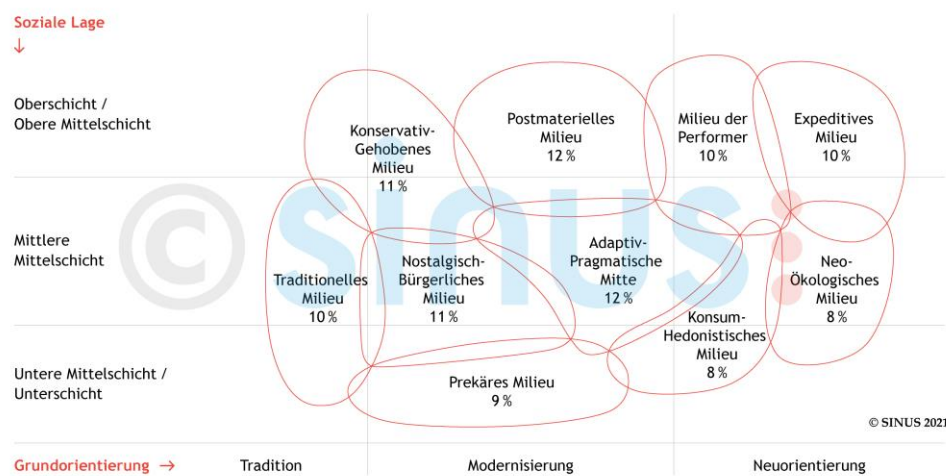 Soziale Lage
↓
Oberschicht /
Obere Mittelschicht
Konservativ-
Gehobenes
Milieu
11 %
Postmaterielles
Milieu
12 %
Milieu der
Performer
10 %
Expeditives
Milieu
10 %
Mittlere
Mittelschicht
Traditionelles
Milieu
10 %
Nostalgisch-
Bürgerliches
Milieu
11 %
Adaptiv-
Pragmatische
Mitte
12 %
Neo-
Ökologisches
Milieu
8 %
Konsum-
Hedonistisches
Milieu
8 %
Untere Mittelschicht /
Unterschicht
Prekäres Milieu
9 %
© sinus:
© SINUS 2021
Grundorientierung →
Tradition
Modernisierung
Neuorientierung